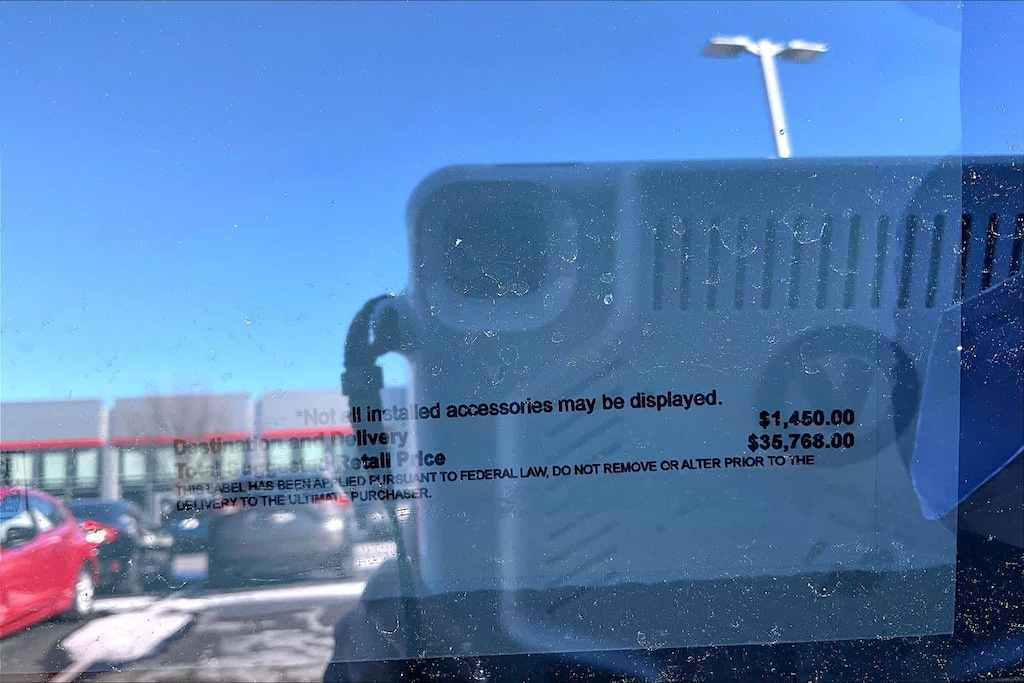 *Not all installed accessories may be displayed.
Destination and Delivery $1,450.00
Total Suggested Retail Price $35,768.00
THIS LABEL HAS BEEN APPLIED PURSUANT TO FEDERAL LAW, DO NOT REMOVE OR ALTER PRIOR TO THE
DELIVERY TO THE ULTIMATE PURCHASER.